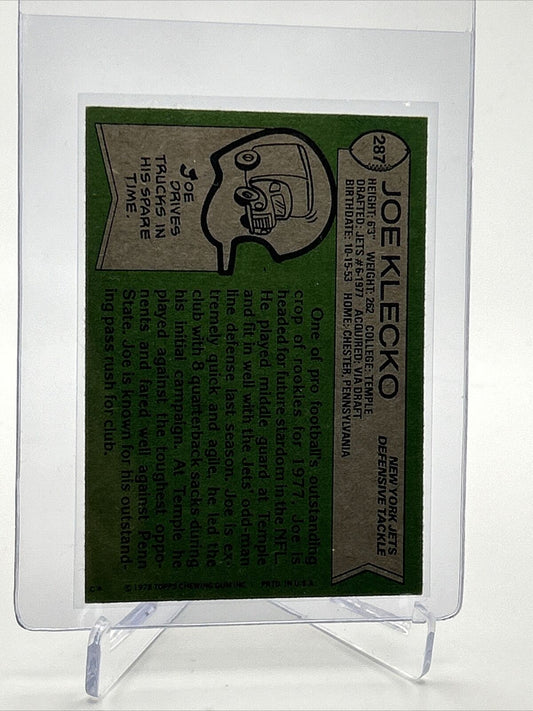 287
JOE KLECKO
NEW YORK JETS
DEFENSIVE TACKLE
HEIGHT: 6'3" WEIGHT: 262 COLLEGE: TEMPLE
DRAFTED: JETS #6-1977 ACQUIRED: VIA DRAFT
BIRTHDATE: 10-15-53 HOME: CHESTER, PENNSYLVANIA
JOE
DRIVES
TRUCKS IN
HIS SPARE
TIME.
One of pro football's outstanding
crop of rookies for 1977, Joe is
headed for future stardom in the NFL.
He played middle guard at Temple
and fit in well with the Jets' odd-man
line defense last season. Joe is ex-
tremely quick and agile, he led the
club with 8 quarterback sacks during
his initial campaign. At Temple, he
played against the toughest oppo-
nents and fared well against Penn
State. Joe is known for his outstand-
ing pass rush for club.
© 1978 TOPPS CHEWING GUM INC. PRTD. IN U.S.A.